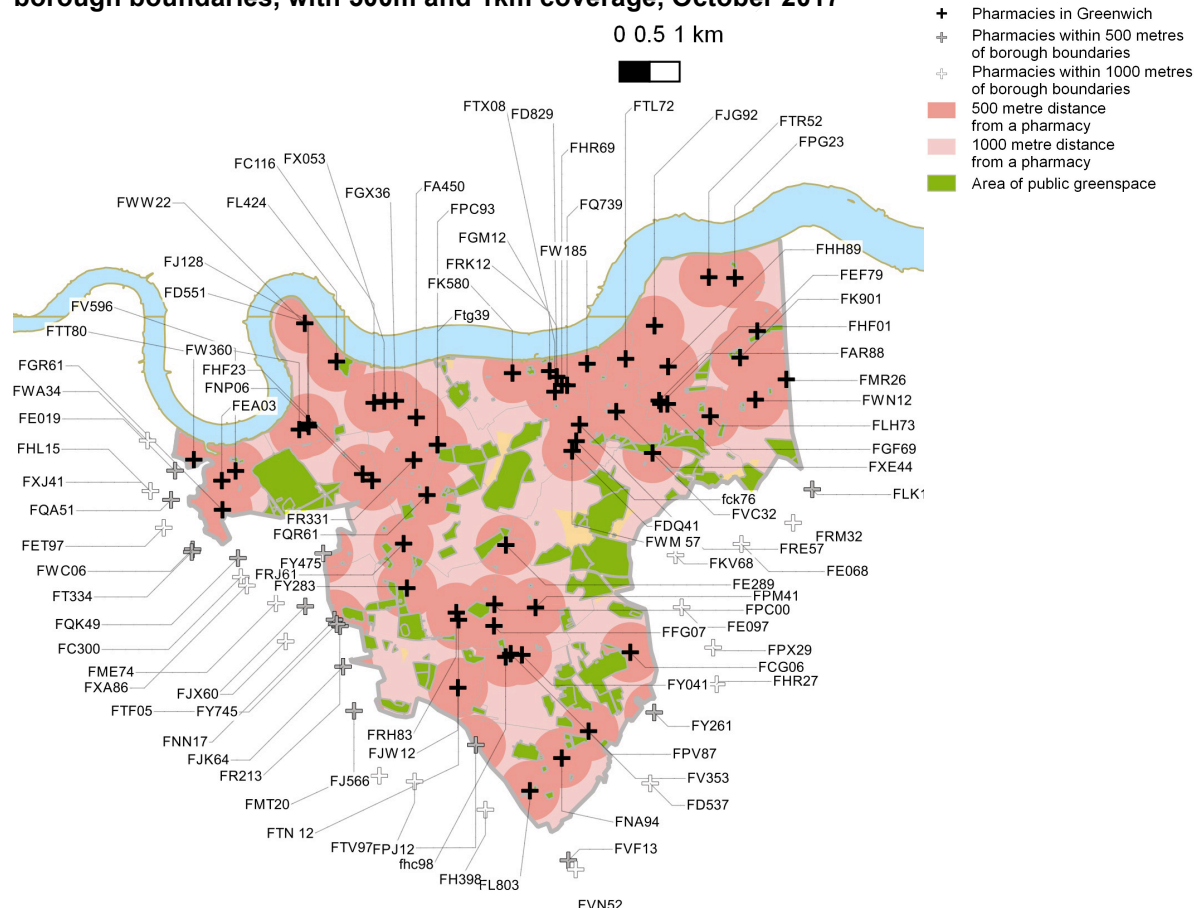 borough boundaries, with 500m and 1km coverage, October 2017
0 0.5 1 km
Pharmacies in Greenwich
Pharmacies within 500 metres
of borough boundaries
Pharmacies within 1000 metres
of borough boundaries
500 metre distance
from a pharmacy
1000 metre distance
from a pharmacy
Area of public greenspace
FTX08
FD829
FTL72
FJG92
FTR52
FPG23
FHR69
FC116
FX053
FGX36
FA450
FWW22
FL424
FPC93
FQ739
FGM12
FW185
FHH89
FJ128
FRK12
FEF79
FD551
FK580
FK901
FV596
Ftg39
FTT80
FHF01
FW360
FAR88
FGR61
FHF23
FWA34
FNP06
FMR26
FEA03
FWN12
FE019
FLH73
FHL15
FGF69
FXE44
FXJ41
FLK1
fck76
FQA51
FVC32
FR331
FDQ41
FQR61
FWM 57
FRM32
FET97
FRE57
FY475
FKV68
FWC06
FRJ61
FE068
FY283
FE289
FT334
FPM41
FPC00
FQK49
FE097
FFG07
FC300
FPX29
FCG06
FME74
FHR27
FXA86
FJX60
FY041
FTF05
FY745
FY261
FNN17
FRH83
FPV87
FJK64
FJW12
FR213
FJ566
FV353
FMT20
FD537
FTN 12
FNA94
FTV97
FPJ12
FVF13
fhc98
FH398
FL803
FVN52